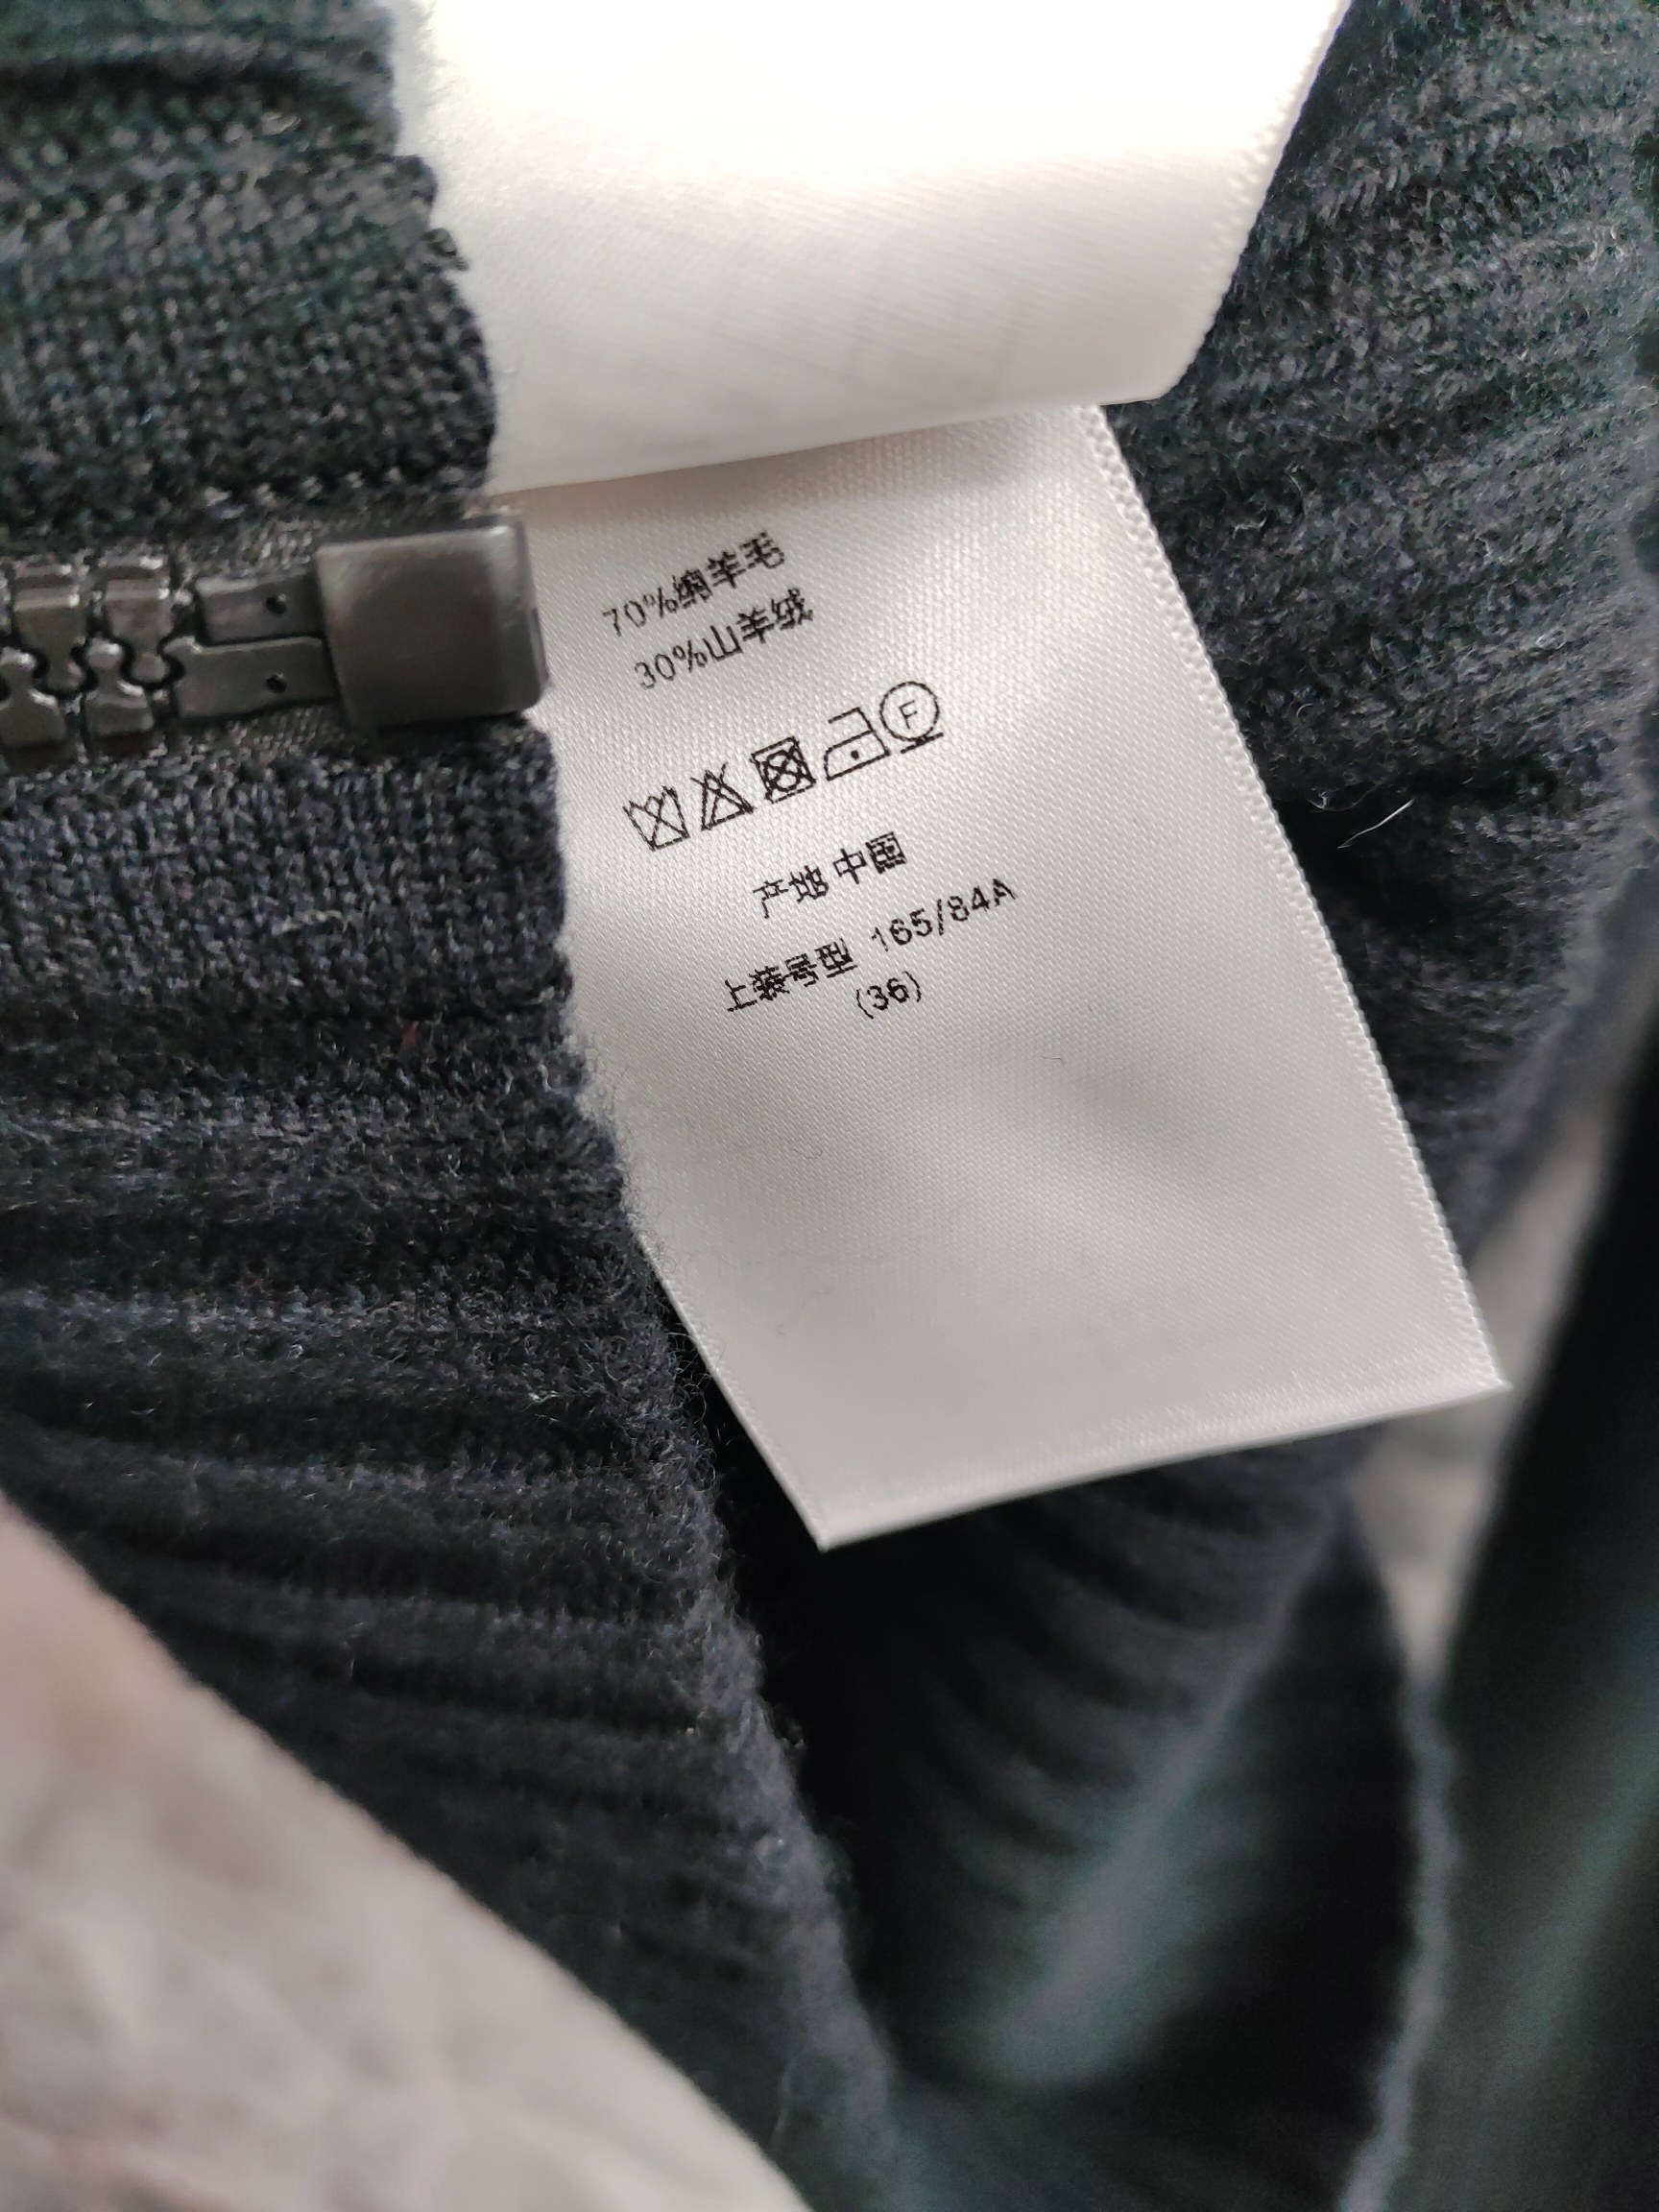 70%绵羊毛
30%山羊绒
F
产地 中国
上装号型 165/84A
(36)